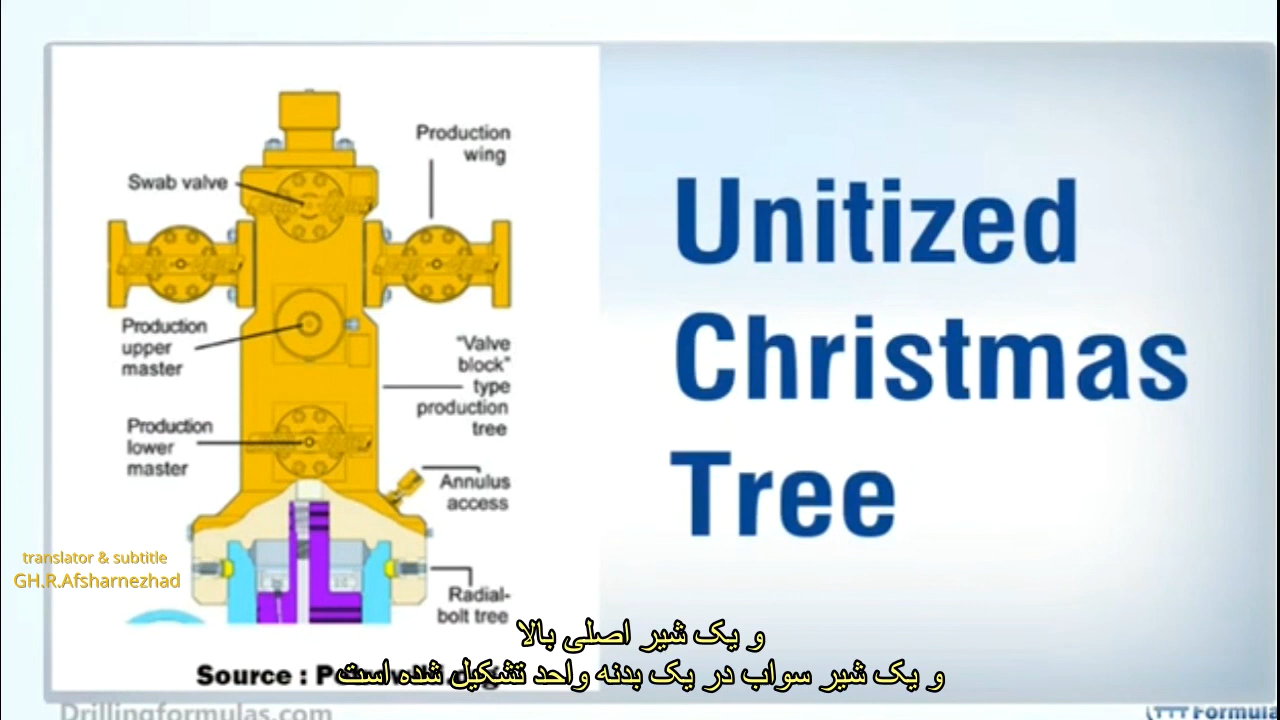 Production
wing
Swab valve
Production
upper
master
"Valve
block"
type
production
tree
Production
lower
master
Annulus
access
Radial-
bolt tree
Unitized
Christmas
Tree
translator & subtitle
GH.R.Afsharnezhad
و یک شیر اصلی بالا
و یک شیر سواب در یک بدنه واحد تشکیل شده است
Source :
Drillingformulas.com